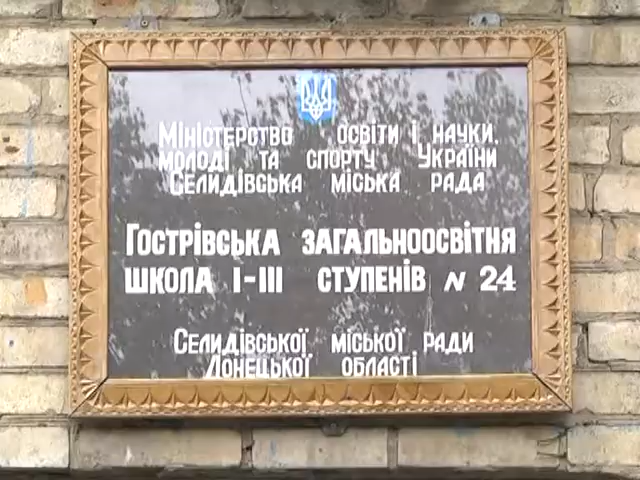 Міністерство освіти і науки,
молоді та спорту України
Селидівська міська рада
Гострівська загальноосвітня
школа І-ІІІ ступенів № 24
Селидівської міської ради
Донецької області